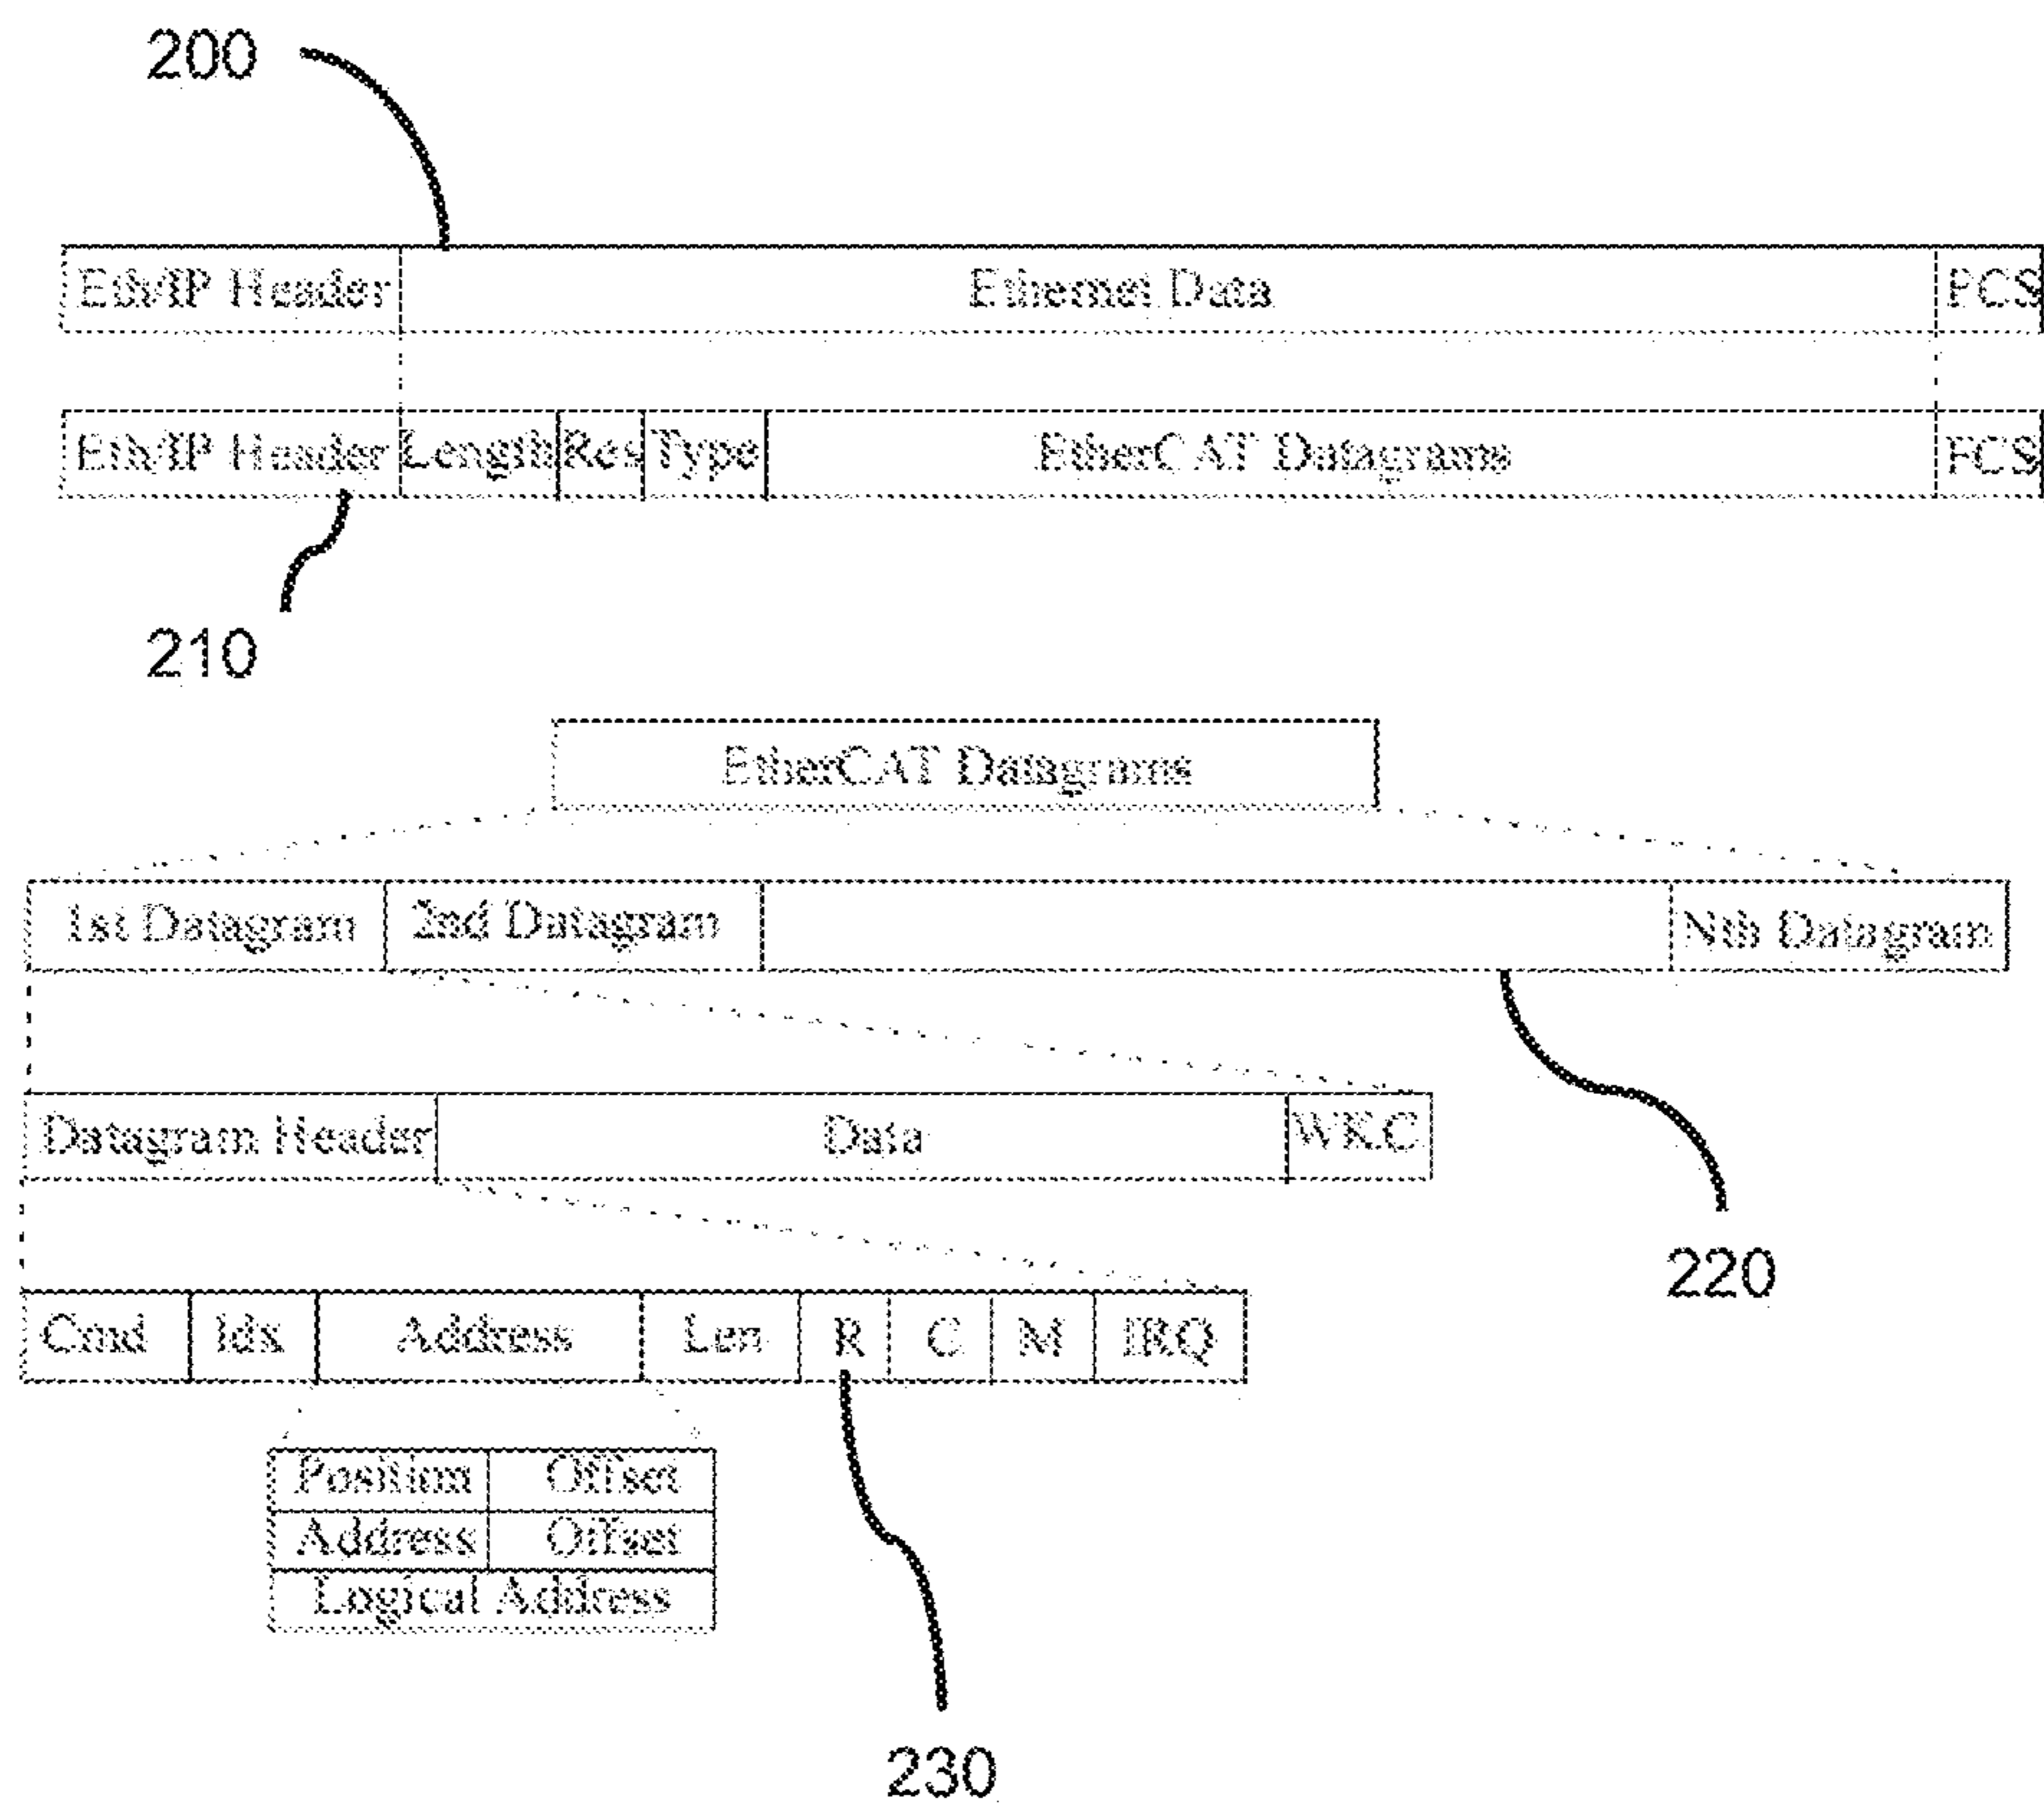 200
Eth/IP Header Ethernet Data FCS
Eth/IP Header Length Res Type EtherCAT Datagrams FCS
210
EtherCAT Datagrams
1st Datagram 2nd Datagram Nth Datagram
Datagram Header Data WKC
220
Cmd Idx Address Len R C M IRQ
Position Offset
Address Offset
Logical Address
230